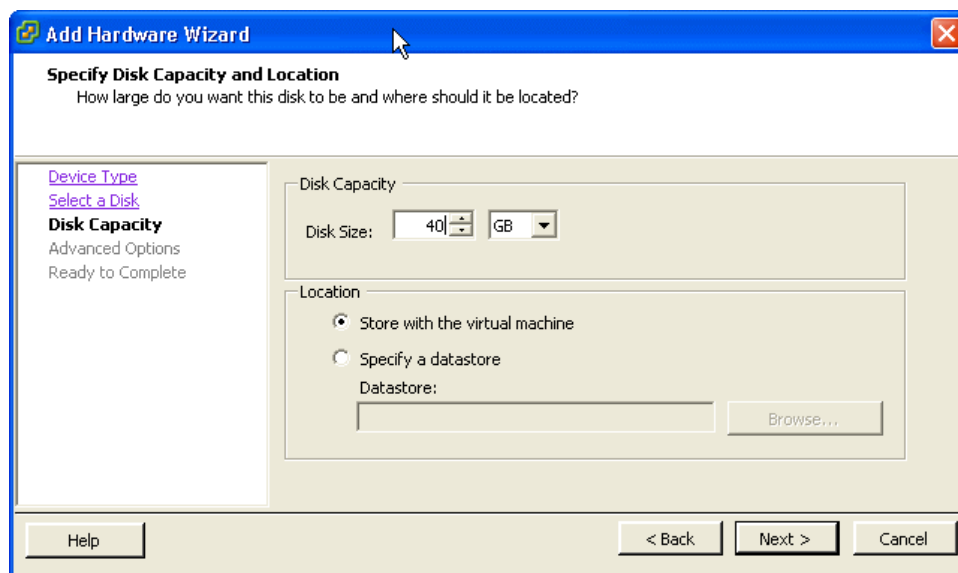 Add Hardware Wizard
Specify Disk Capacity and Location
How large do you want this disk to be and where should it be located?
Device Type
Select a Disk
Disk Capacity
Advanced Options
Ready to Complete
Disk Capacity
Disk Size: 40 GB
Location
Store with the virtual machine
Specify a datastore
Datastore:
Browse...
Help
< Back
Next >
Cancel